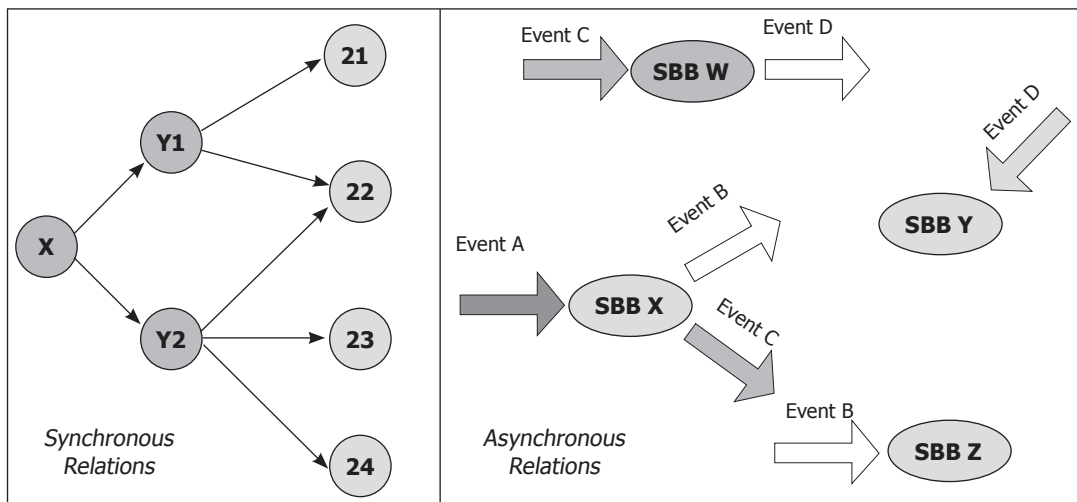 21
Y1
22
X
Y2
23
24
Synchronous
Relations
Event C
SBB W
Event D
Event D
Event B
SBB Y
Event A
SBB X
Event C
Event B
SBB Z
Asynchronous
Relations